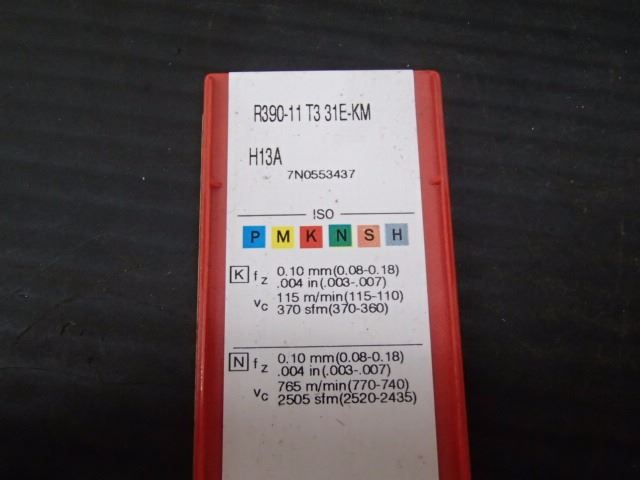 R390-11 T3 31E-KM
H13A
7N0553437
ISO
P M K N S H
K fz 0.10 mm(0.08-0.18)
.004 in(.003-.007)
vc 115 m/min(115-110)
370 sfm(370-360)
N fz 0.10 mm(0.08-0.18)
.004 in(.003-.007)
vc 765 m/min(770-740)
2505 sfm(2520-2435)